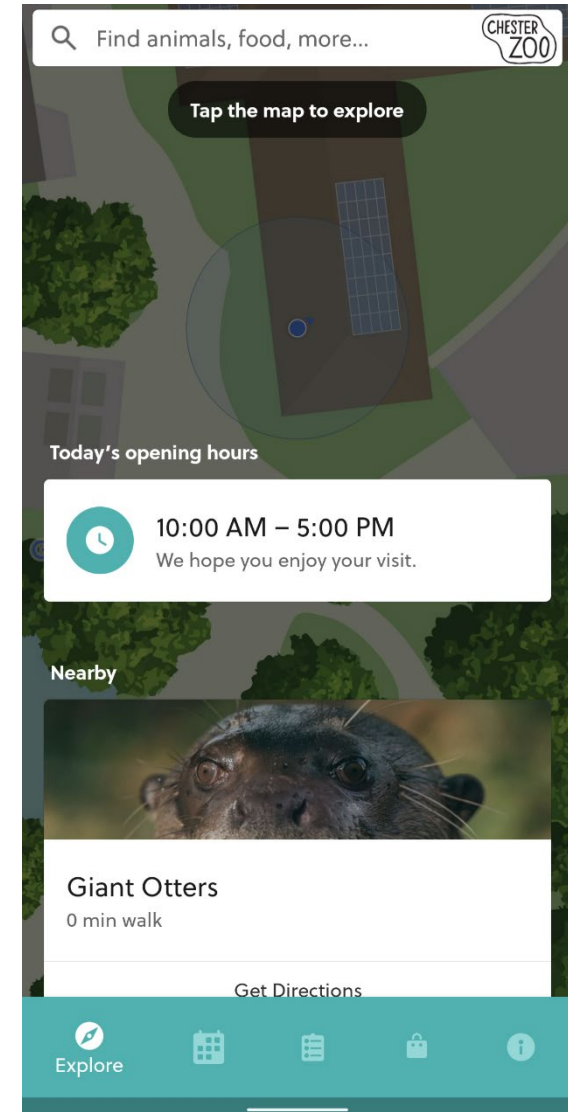 Find animals, food, more...
CHESTER
ZOO
Tap the map to explore
Today's opening hours
10:00 AM – 5:00 PM
We hope you enjoy your visit.
Nearby
Giant Otters
0 min walk
Get Directions
Explore